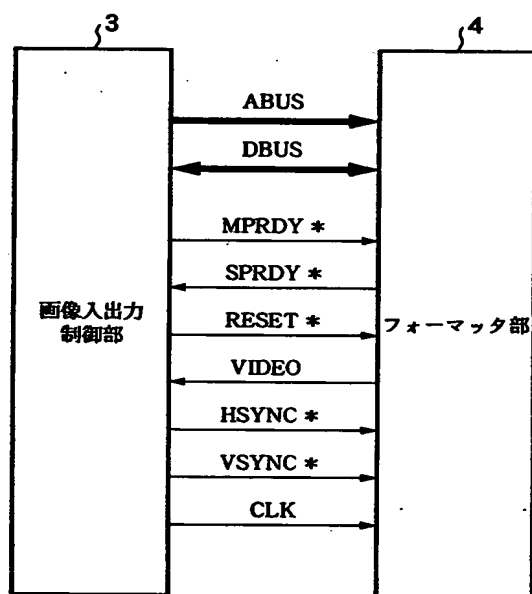 3
4
ABUS
DBUS
MPRDY *
SPRDY *
画像入出力
制御部
RESET *
フォーマッタ部
VIDEO
HSYNC *
VSYNC *
CLK